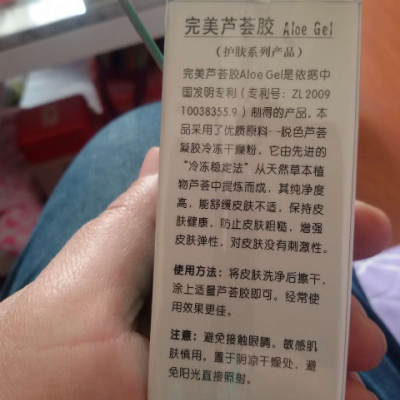 完美芦荟胶 Aloe Gel
(护肤系列产品)
完美芦荟胶Aloe Gel是依据中
国发明专利(专利号:ZL 2009
10038355.9)制得的产品。本
品采用了优质原料--脱色芦荟
凝胶冷冻干燥粉,它由先进的
“冷冻稳定法”从天然草本植
物芦荟中提炼而成,其纯净度
高,能舒缓皮肤不适,保持皮
肤健康,防止皮肤粗糙,增强
皮肤弹性,对皮肤没有刺激性。
使用方法:将皮肤洗净后擦干,
涂上适量芦荟胶即可。经常使
用效果更佳。
注意:避免接触眼睛,敏感肌
肤慎用。置于阴凉干燥处,避
免阳光直接照射。